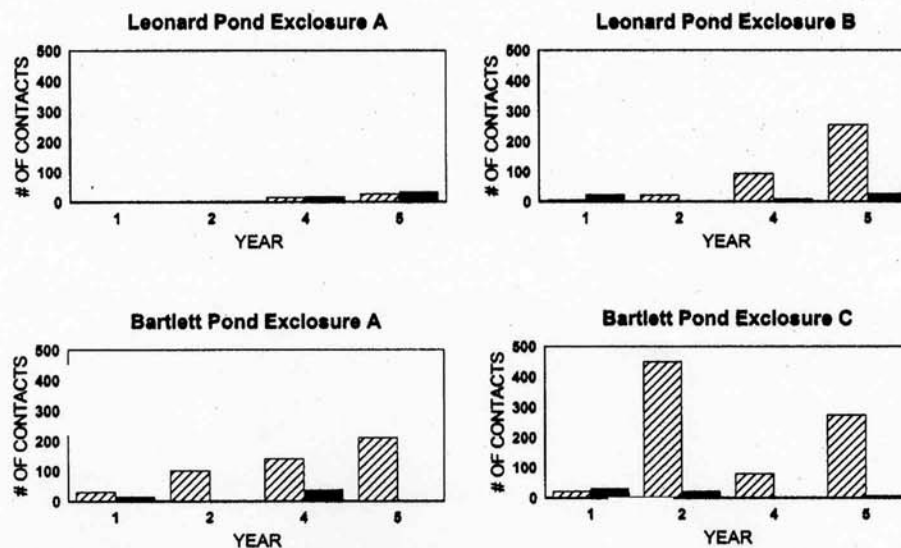 Leonard Pond Exclosure A
500
400
300
200
100
0
# OF CONTACTS
1 2 4 5
YEAR
Leonard Pond Exclosure B
500
400
300
200
100
0
# OF CONTACTS
1 2 4 5
YEAR
Bartlett Pond Exclosure A
500
400
300
200
100
0
# OF CONTACTS
1 2 4 5
YEAR
Bartlett Pond Exclosure C
500
400
300
200
100
0
# OF CONTACTS
1 2 4 5
YEAR